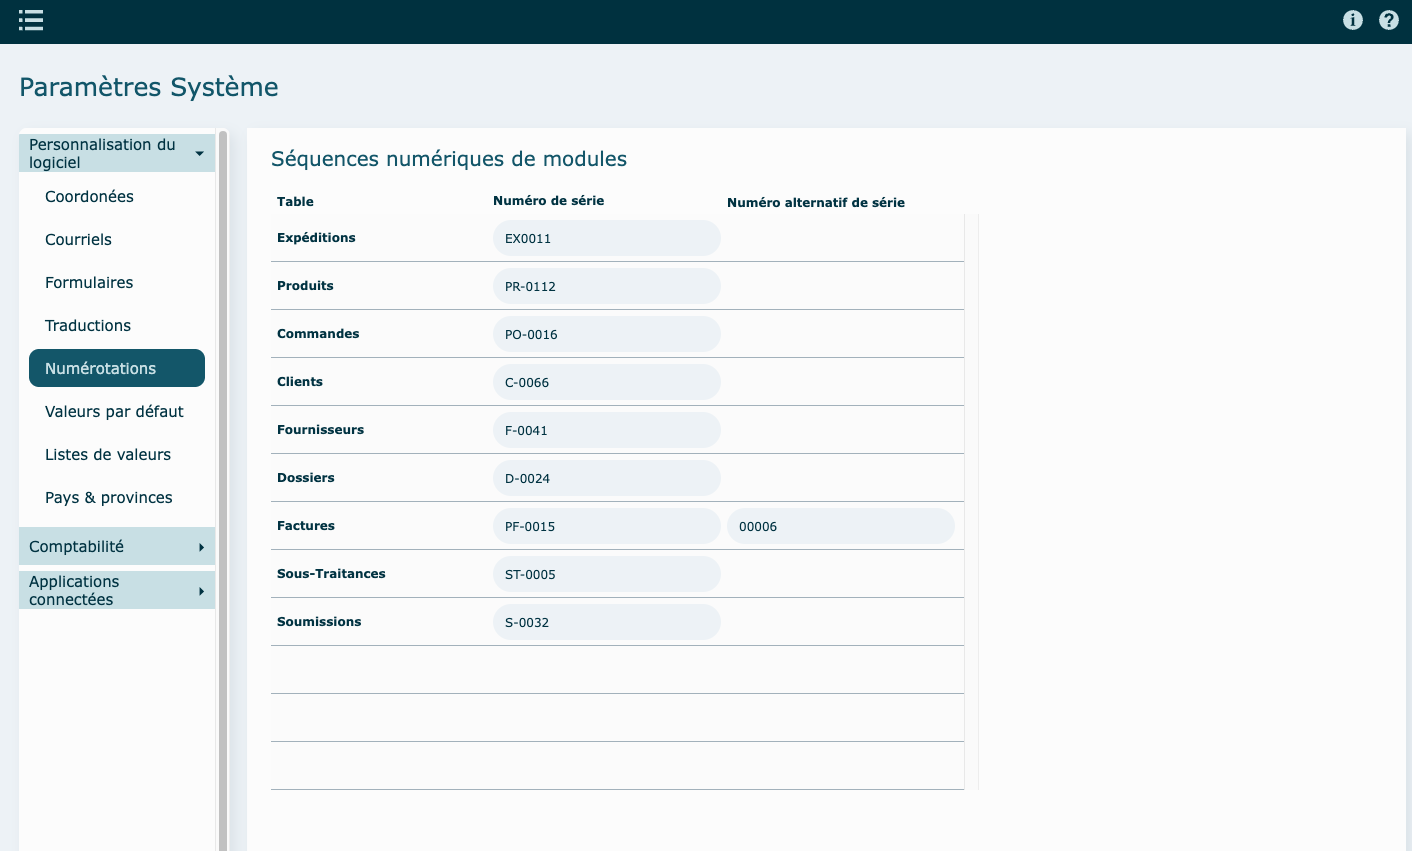 Paramètres Système
Personnalisation du
logiciel
Coordonées
Courriels
Formulaires
Traductions
Numérotations
Valeurs par défaut
Listes de valeurs
Pays & provinces
Comptabilité
Applications
connectées
Séquences numériques de modules
Table Numéro de série Numéro alternatif de série
Expéditions EX0011
Produits PR-0112
Commandes PO-0016
Clients C-0066
Fournisseurs F-0041
Dossiers D-0024
Factures PF-0015 00006
Sous-Traitances ST-0005
Soumissions S-0032